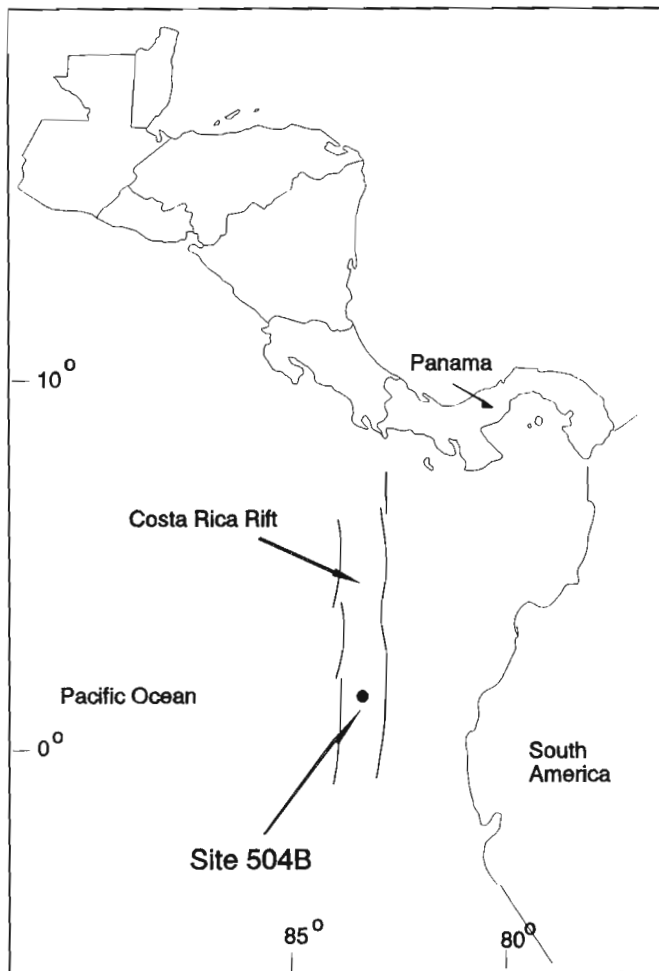 10°
Panama
Costa Rica Rift
Pacific Ocean
0°
South
America
Site 504B
85°
80°